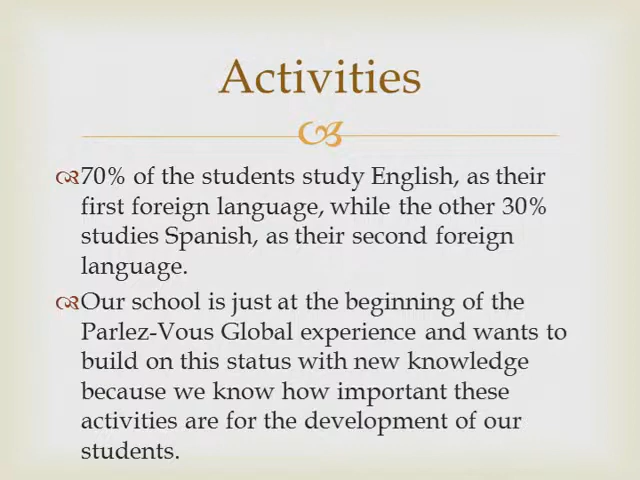 Activities
70% of the students study English, as their
first foreign language, while the other 30%
studies Spanish, as their second foreign
language.
Our school is just at the beginning of the
Parlez-Vous Global experience and wants to
build on this status with new knowledge
because we know how important these
activities are for the development of our
students.